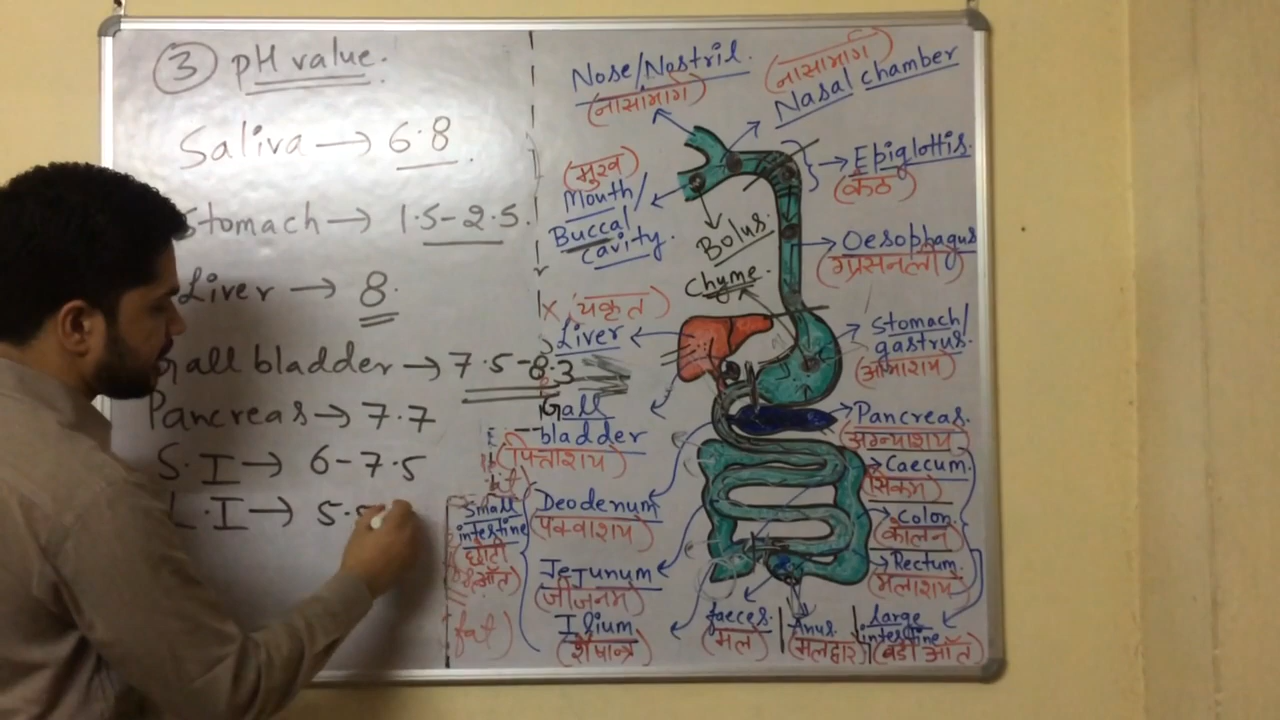 ③ pH value.
Saliva → 6.8
Stomach → 1.5-2.5.
Liver → 8.
Gall bladder → 7.5-8.3
Pancreas → 7.7
S.I → 6-7.5
L.I → 5.5
Nose/Nostril.
(नासामार्ग)
(नासामार्ग)
Nasal chamber
(मुख)
Mouth/
Buccal
cavity.
Epiglottis.
(कंठ)
Bolus.
Chyme.
Oesophagus
(ग्रसनली)
(यकृत)
Liver
Stomach/
gastrus.
(आमाशय)
Gall
bladder
(पित्ताशय)
Pancreas.
(अग्न्याशय)
Caecum.
(सिकम)
Colon.
(कोलन)
Rectum.
(मलाशय)
Small
intestine
(छोटी
आँत)
Deodenum
(पक्वाशय)
Jejunum
(जीजनम)
Ilium
(शेषान्त्र)
faeces.
(मल)
Anus.
(मलद्वार)
large
intestine
(बडी आँत)